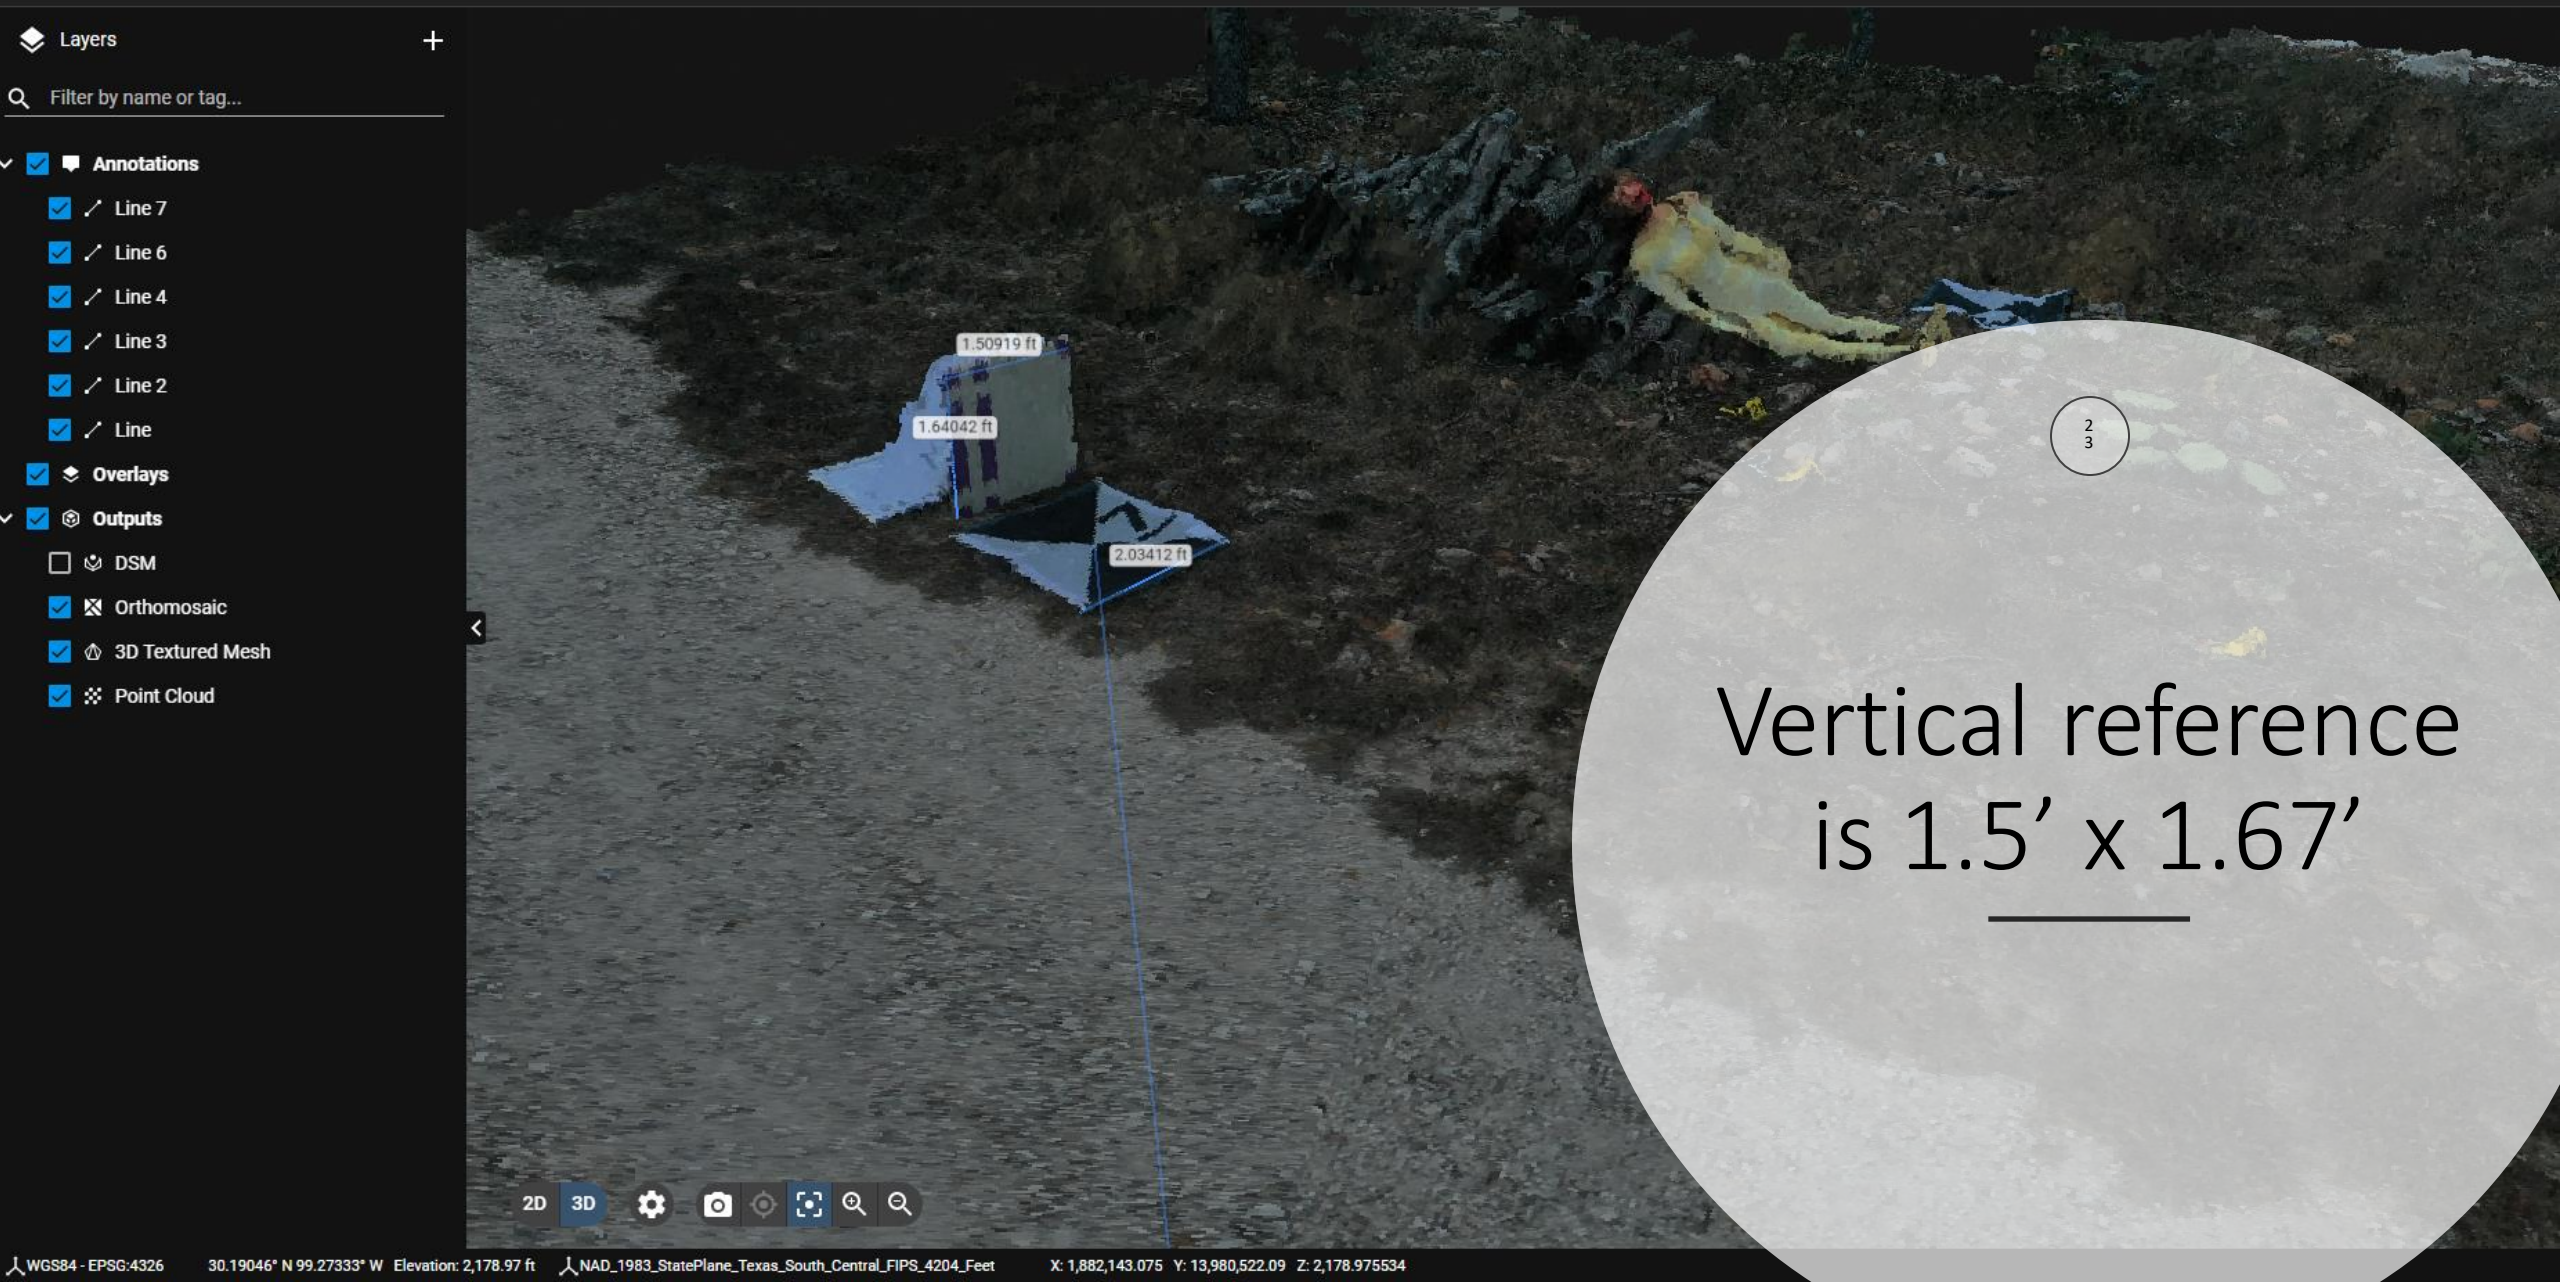 Layers
Filter by name or tag...
Annotations
Line 7
Line 6
Line 4
Line 3
Line 2
Line
Overlays
Outputs
DSM
Orthomosaic
3D Textured Mesh
Point Cloud
1.50919 ft
1.64042 ft
2.03412 ft
2
3
Vertical reference
is 1.5’ x 1.67’
2D 3D
WGS84 - EPSG:4326 30.19046° N 99.27333° W Elevation: 2,178.97 ft NAD_1983_StatePlane_Texas_South_Central_FIPS_4204_Feet X: 1,882,143.075 Y: 13,980,522.09 Z: 2,178.975534